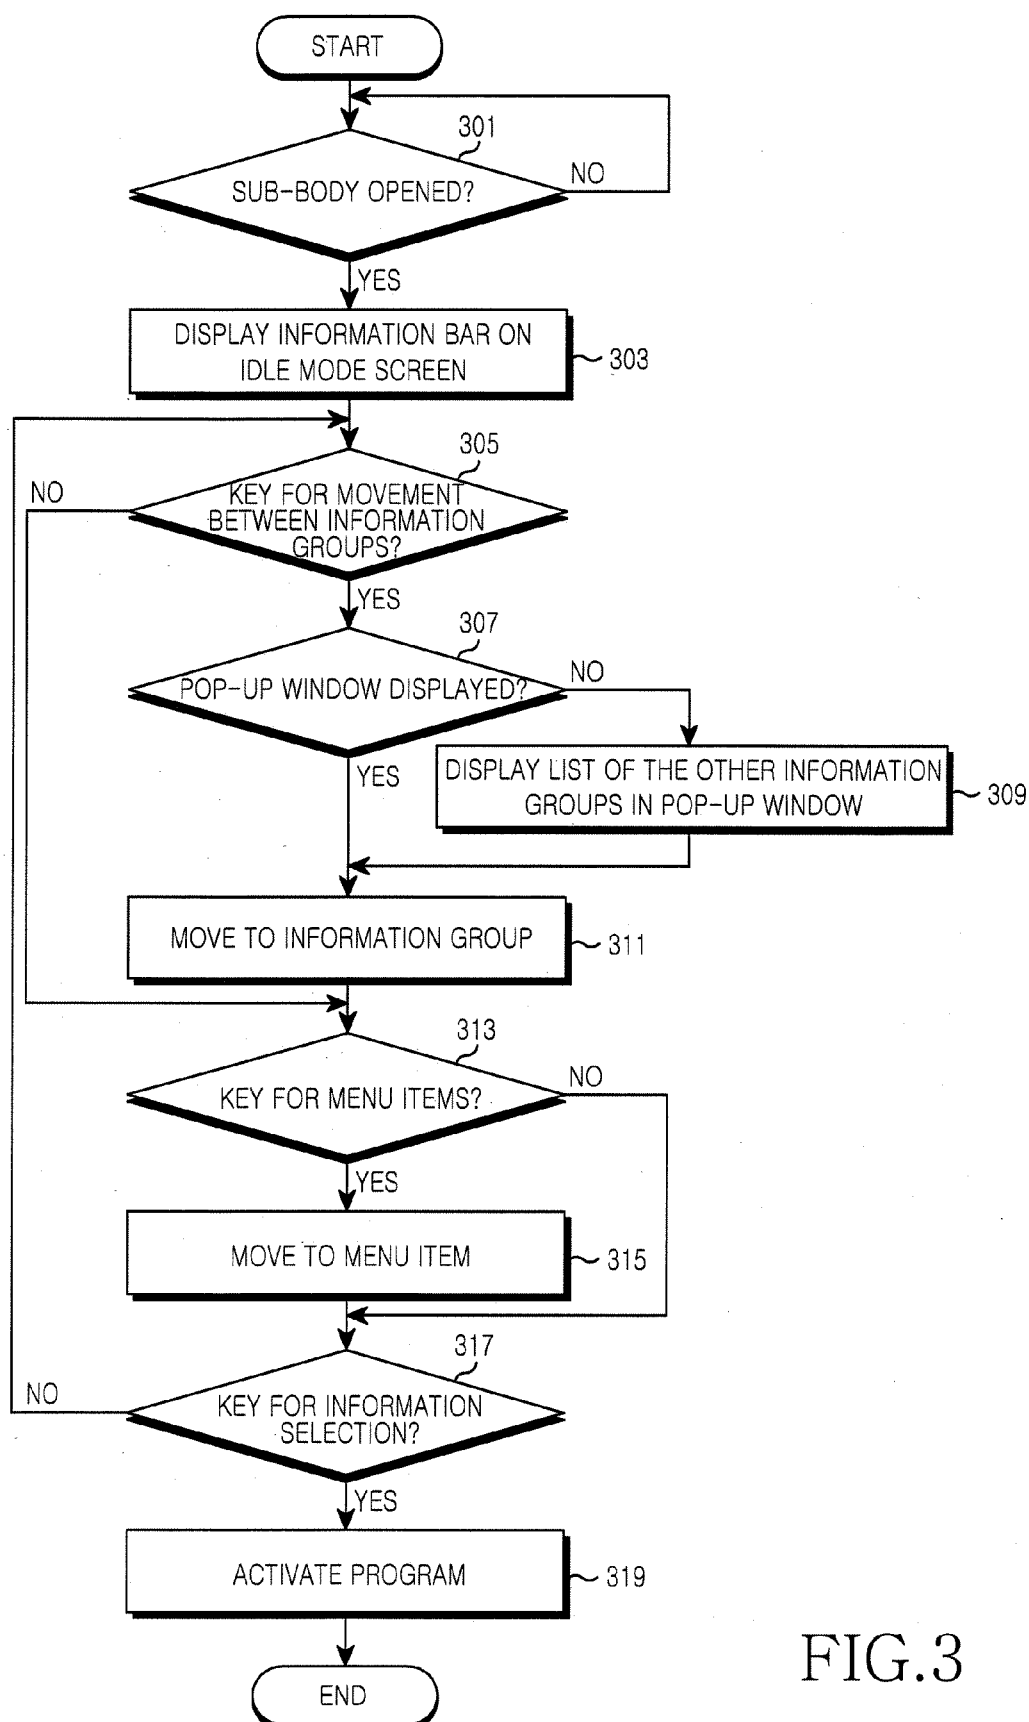 START
301
SUB-BODY OPENED?
NO
YES
DISPLAY INFORMATION BAR ON
IDLE MODE SCREEN
303
305
NO
KEY FOR MOVEMENT
BETWEEN INFORMATION
GROUPS?
YES
307
NO
POP-UP WINDOW DISPLAYED?
YES
DISPLAY LIST OF THE OTHER INFORMATION
GROUPS IN POP-UP WINDOW
309
MOVE TO INFORMATION GROUP
311
313
NO
KEY FOR MENU ITEMS?
YES
MOVE TO MENU ITEM
315
317
NO
KEY FOR INFORMATION
SELECTION?
YES
ACTIVATE PROGRAM
319
END
FIG.3